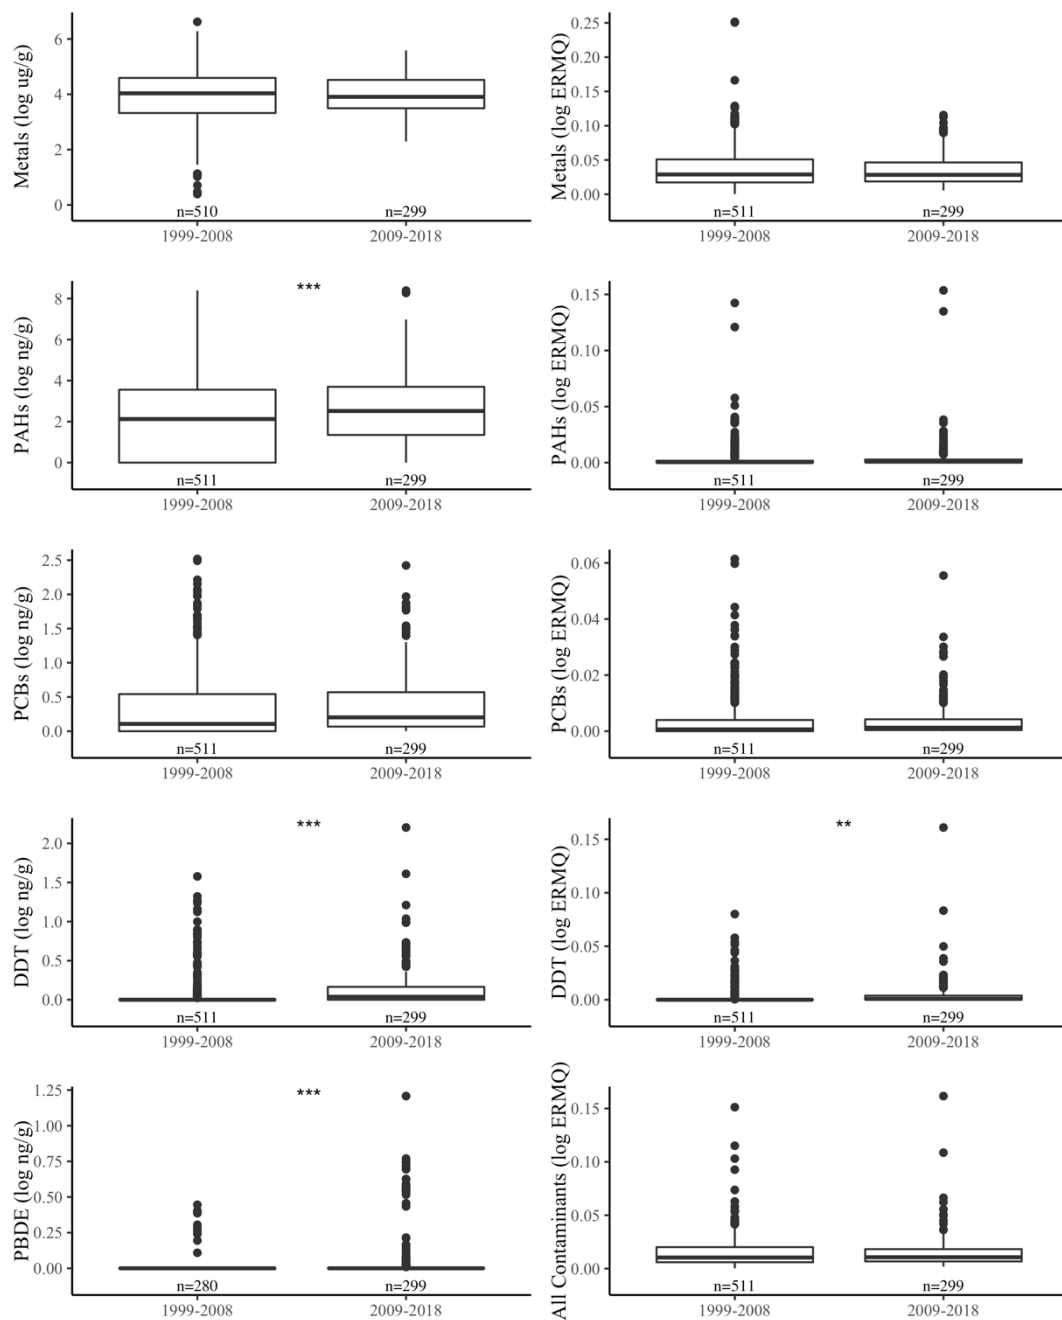 Metals (log ug/g)
6
4
2
0
n=510
n=299
1999-2008
2009-2018
Metals (log ERMQ)
0.25
0.20
0.15
0.10
0.05
0.00
n=511
n=299
1999-2008
2009-2018
PAHs (log ng/g)
8
6
4
2
0
***
n=511
n=299
1999-2008
2009-2018
PAHs (log ERMQ)
0.15
0.10
0.05
0.00
n=511
n=299
1999-2008
2009-2018
PCBs (log ng/g)
2.5
2.0
1.5
1.0
0.5
0.0
n=511
n=299
1999-2008
2009-2018
PCBs (log ERMQ)
0.06
0.04
0.02
0.00
n=511
n=299
1999-2008
2009-2018
DDT (log ng/g)
2.0
1.5
1.0
0.5
0.0
***
n=511
n=299
1999-2008
2009-2018
DDT (log ERMQ)
0.15
0.10
0.05
0.00
**
n=511
n=299
1999-2008
2009-2018
PBDE (log ng/g)
1.25
1.00
0.75
0.50
0.25
0.00
***
n=280
n=299
1999-2008
2009-2018
All Contaminants (log ERMQ)
0.15
0.10
0.05
0.00
n=511
n=299
1999-2008
2009-2018